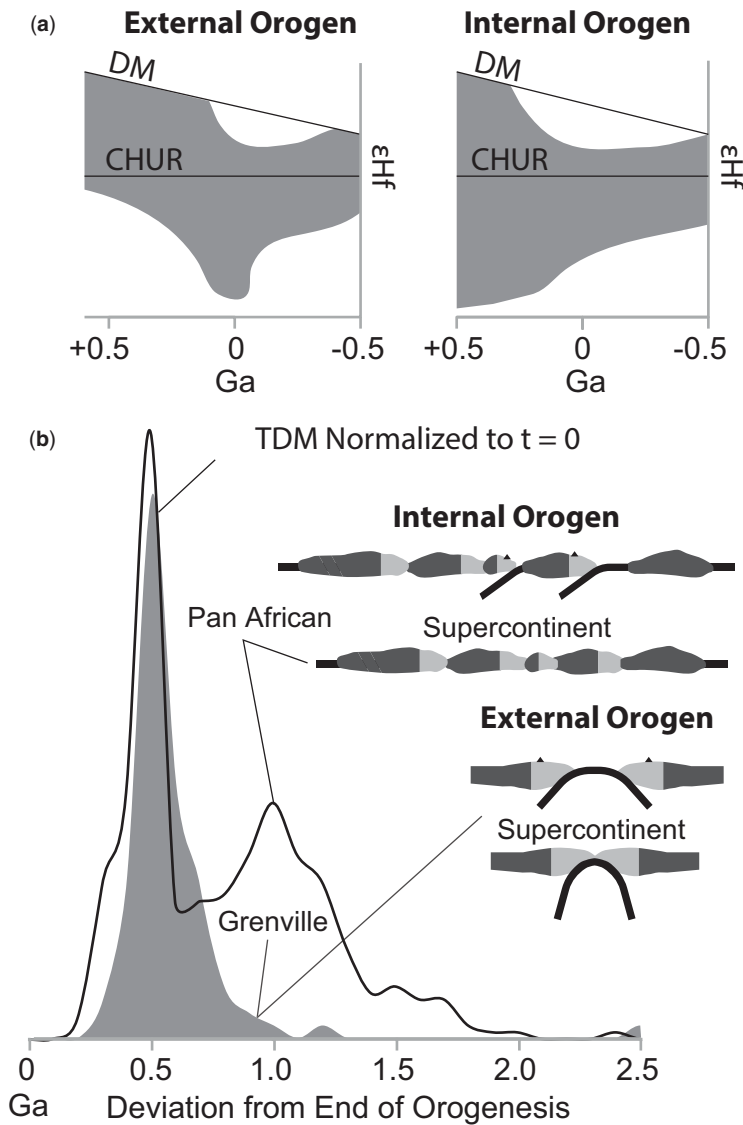 (a)
External Orogen
Internal Orogen
DM
DM
CHUR
CHUR
εHf
εHf
+0.5 0 -0.5
+0.5 0 -0.5
Ga
Ga
(b)
TDM Normalized to t = 0
Internal Orogen
Pan African
Supercontinent
External Orogen
Supercontinent
Grenville
0 0.5 1.0 1.5 2.0 2.5
Ga Deviation from End of Orogenesis